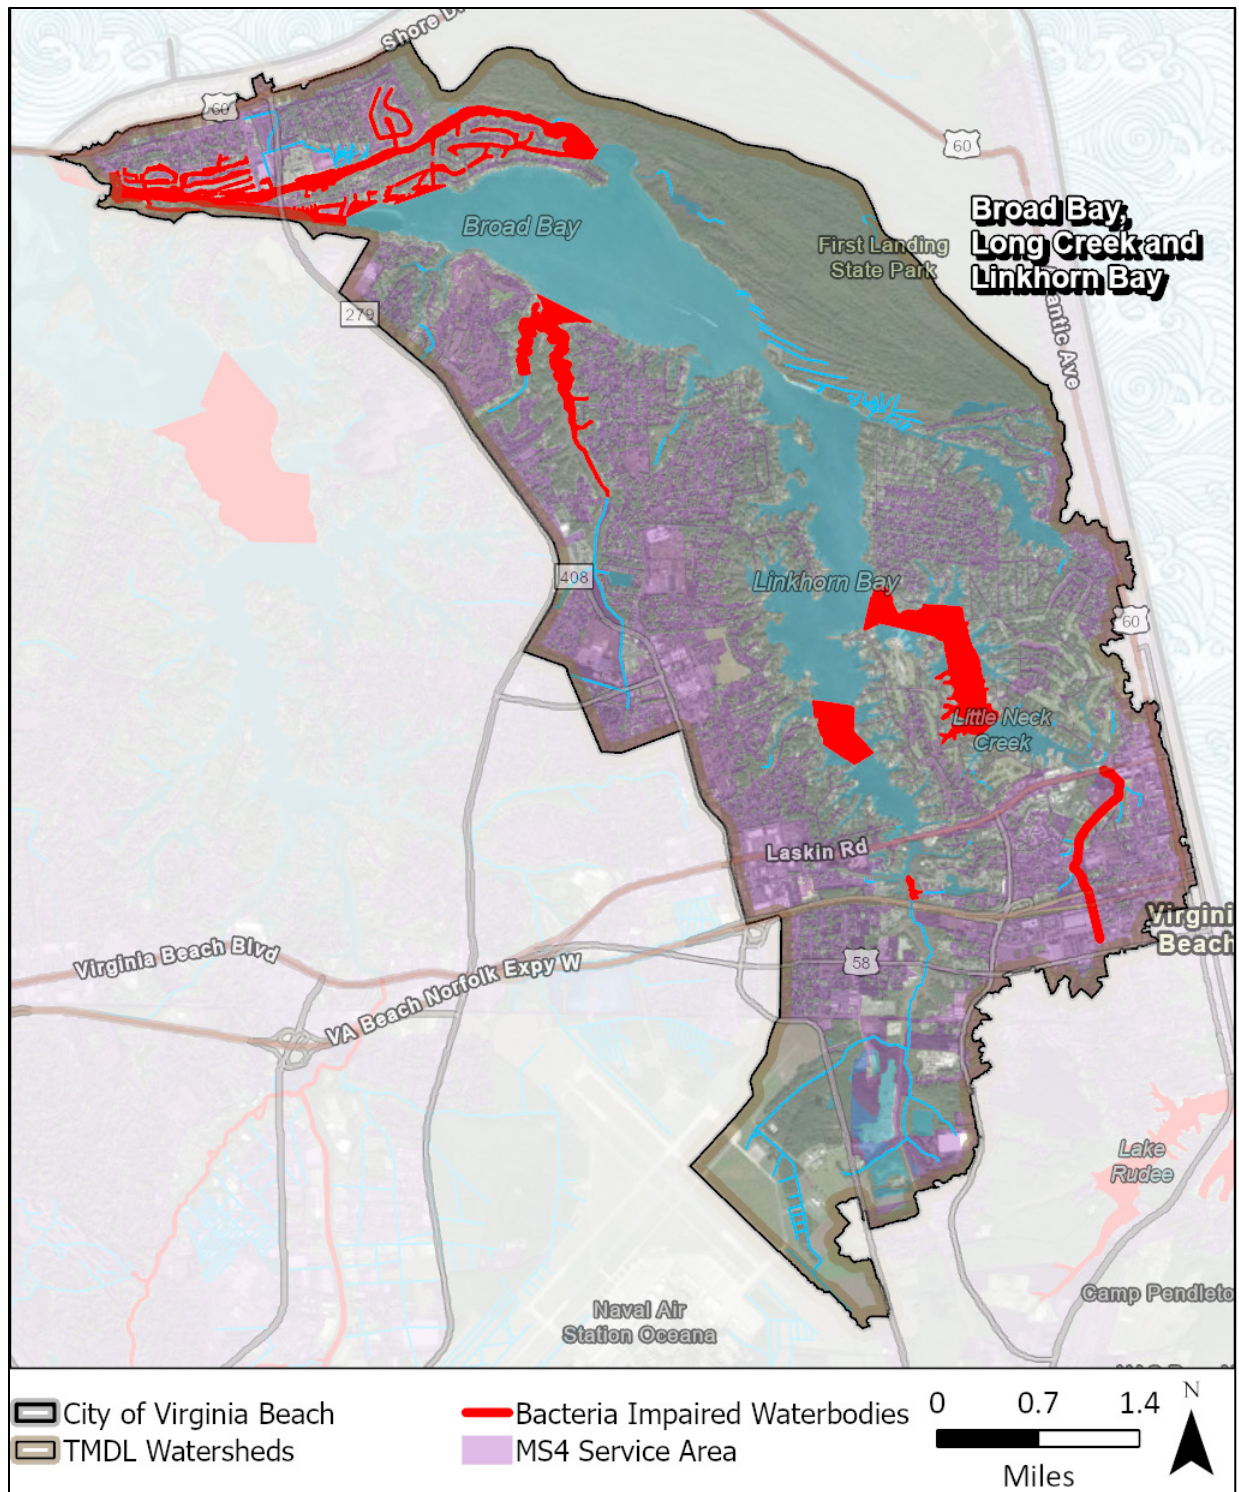 Shore D
60
60
Broad Bay,
Long Creek and
Linkhorn Bay
Broad Bay
First Landing
State Park
antic Ave
279
408
Linkhorn Bay
60
Little Neck
Creek
Laskin Rd
Virgini
Beach
Virginia Beach Blvd
VA Beach Norfolk Expy W
58
Lake
Rudee
Camp Pendleto
Naval Air
Station Oceana
City of Virginia Beach
TMDL Watersheds
Bacteria Impaired Waterbodies
MS4 Service Area
0 0.7 1.4
Miles
N